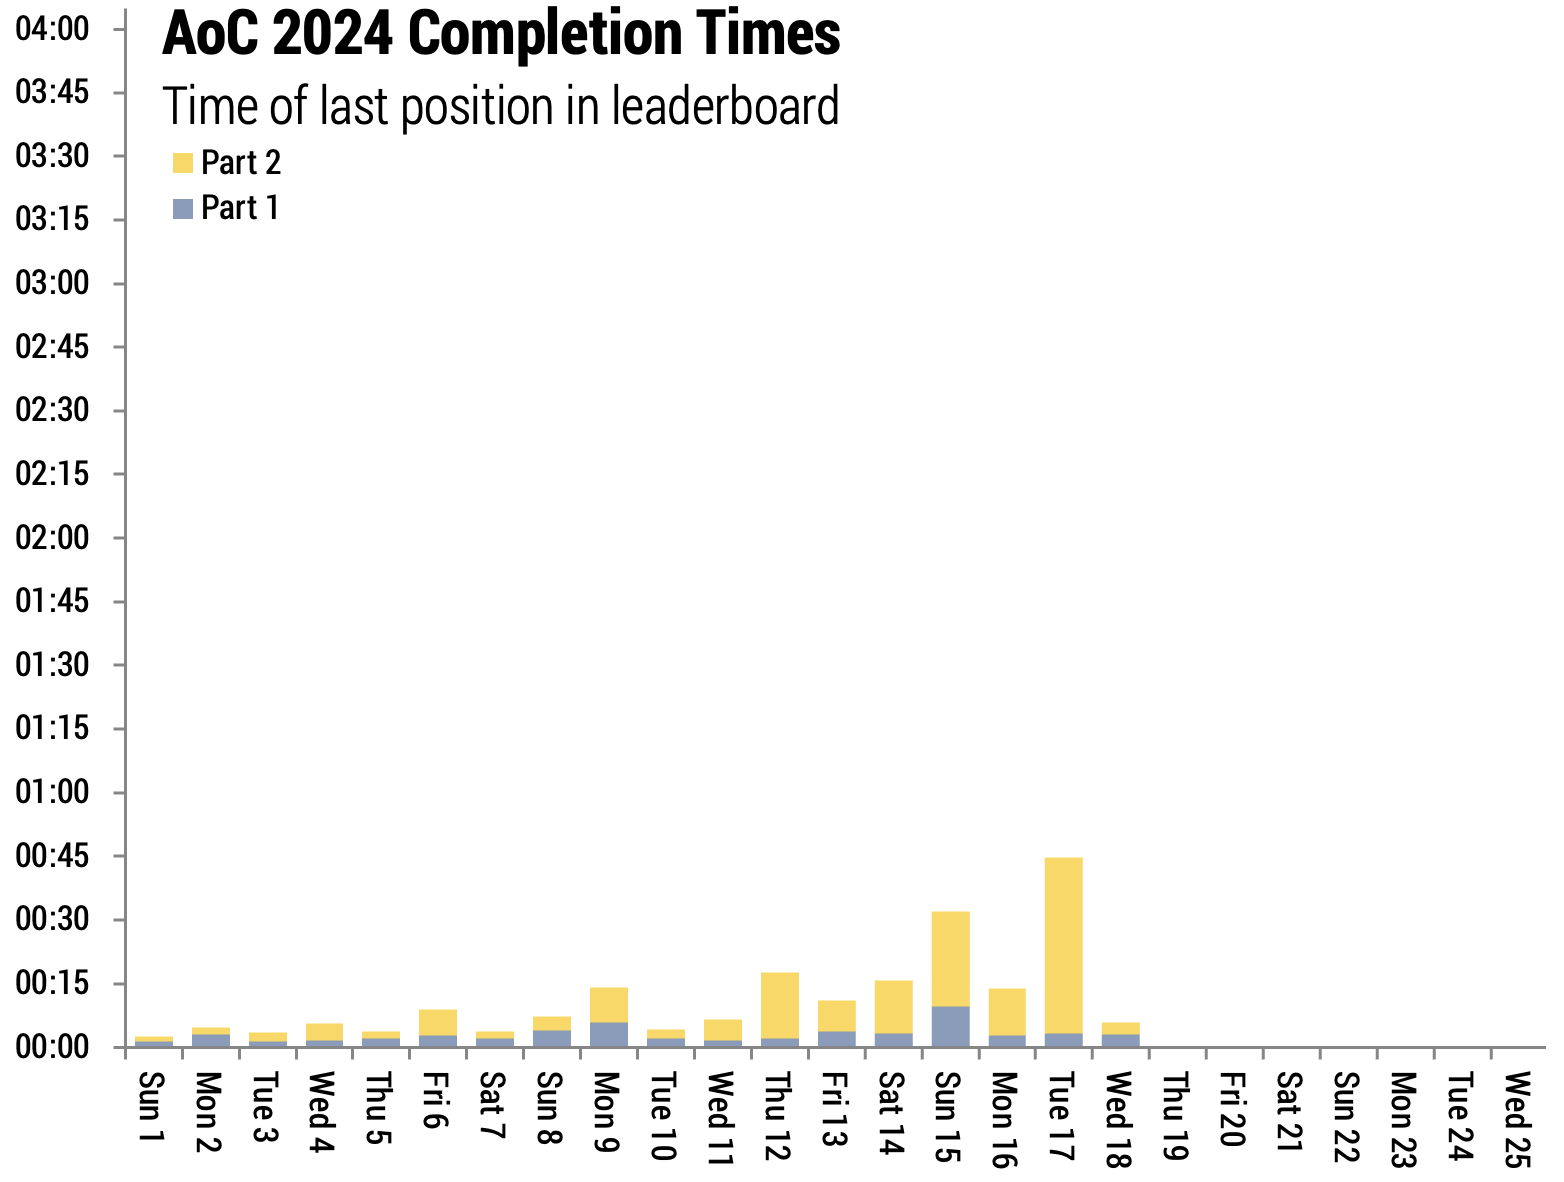 AoC 2024 Completion Times
Time of last position in leaderboard
Part 2
Part 1
04:00
03:45
03:30
03:15
03:00
02:45
02:30
02:15
02:00
01:45
01:30
01:15
01:00
00:45
00:30
00:15
00:00
Sun 1
Mon 2
Tue 3
Wed 4
Thu 5
Fri 6
Sat 7
Sun 8
Mon 9
Tue 10
Wed 11
Thu 12
Fri 13
Sat 14
Sun 15
Mon 16
Tue 17
Wed 18
Thu 19
Fri 20
Sat 21
Sun 22
Mon 23
Tue 24
Wed 25